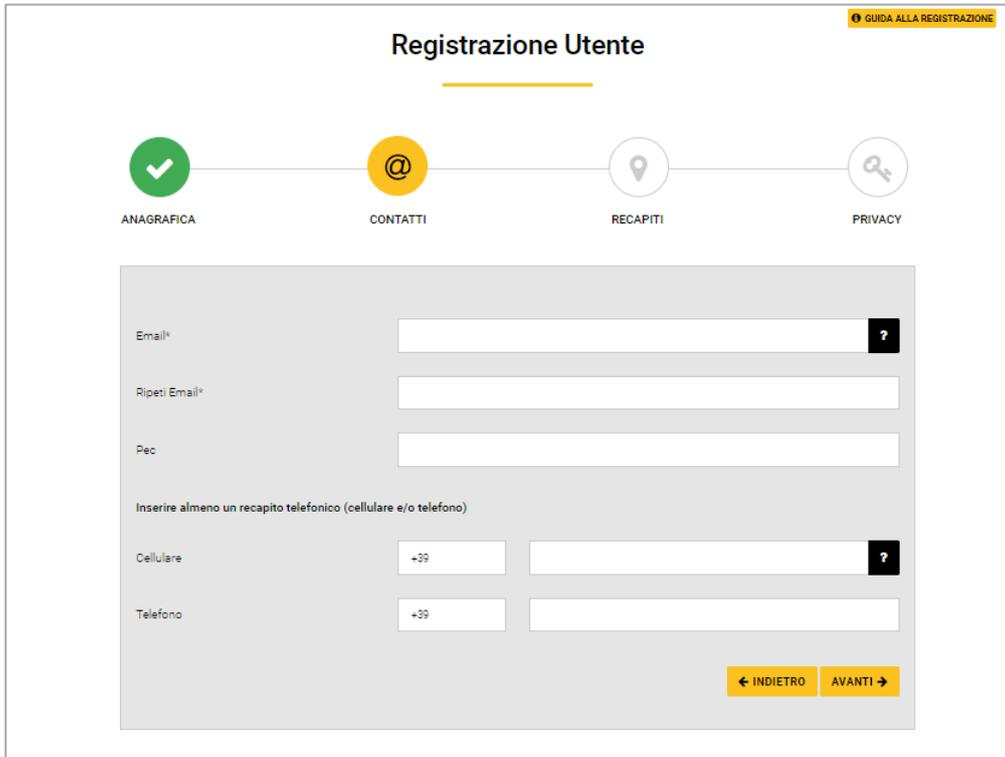 GUIDA ALLA REGISTRAZIONE
Registrazione Utente
@
ANAGRAFICA
CONTATTI
RECAPITI
PRIVACY
Email*
?
Ripeti Email*
Pec
Inserire almeno un recapito telefonico (cellulare e/o telefono)
Cellulare
+39
?
Telefono
+39
← INDIETRO
AVANTI →